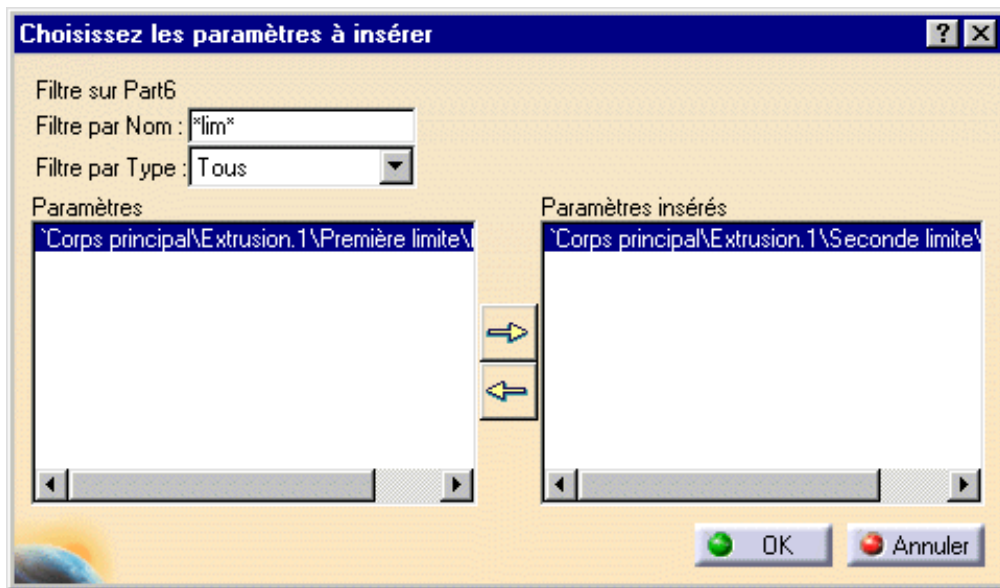 Choisissez les paramètres à insérer
Filtre sur Part6
Filtre par Nom : *lim*
Filtre par Type : Tous
Paramètres
`Corps principal\Extrusion.1\Première limite\
Paramètres insérés
`Corps principal\Extrusion.1\Seconde limite\
OK
Annuler